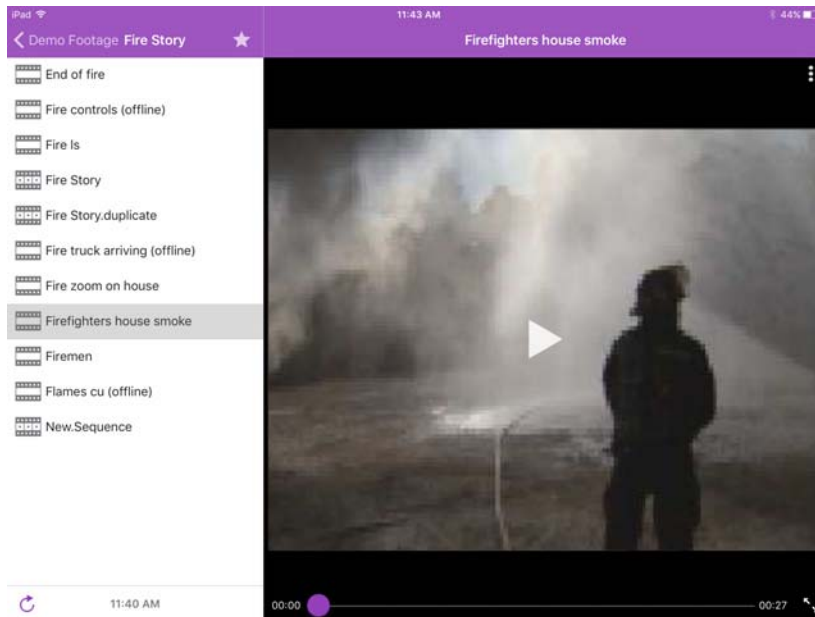 iPad 11:43 AM 44%
Demo Footage Fire Story
Firefighters house smoke
End of fire
Fire controls (offline)
Fire ls
Fire Story
Fire Story.duplicate
Fire truck arriving (offline)
Fire zoom on house
Firefighters house smoke
Firemen
Flames cu (offline)
New.Sequence
11:40 AM
00:00 00:27